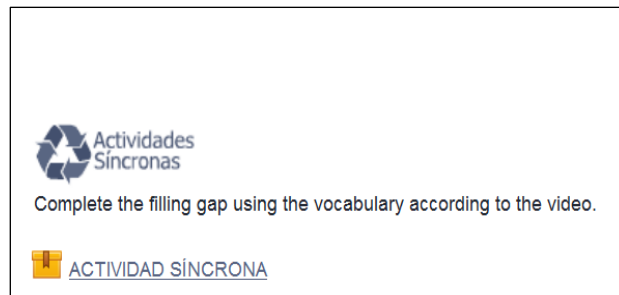 Actividades
Síncronas
Complete the filling gap using the vocabulary according to the video.
ACTIVIDAD SÍNCRONA